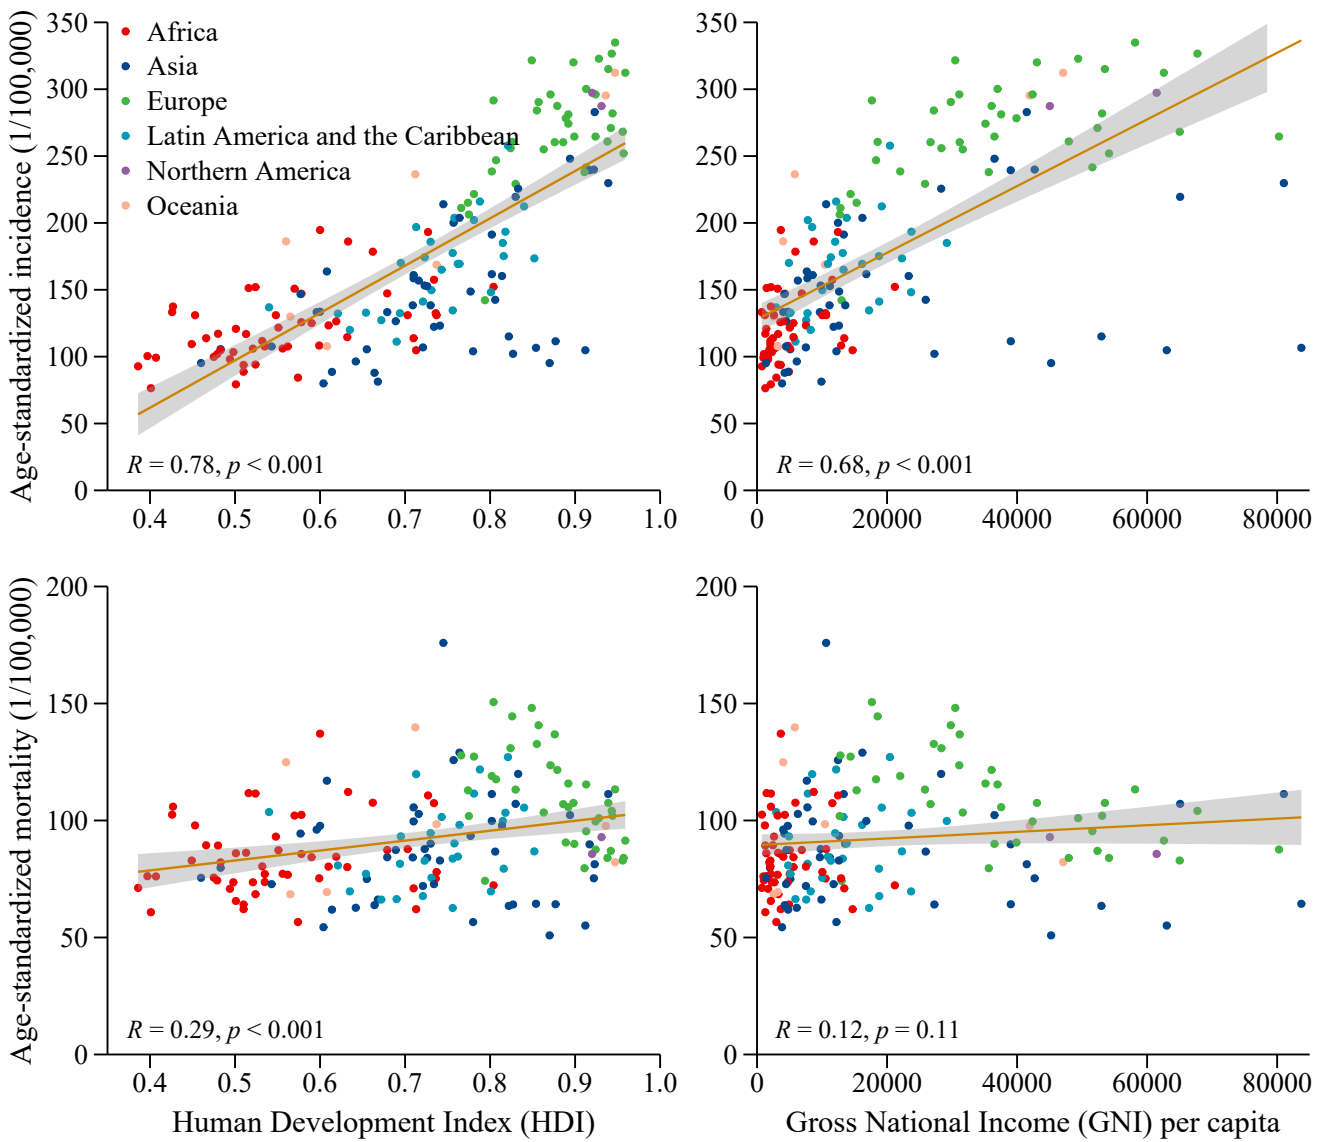 Age-standardized incidence (1/100,000)
350
300
250
200
150
100
50
0
Africa
Asia
Europe
Latin America and the Caribbean
Northern America
Oceania
R = 0.78, p < 0.001
0.4 0.5 0.6 0.7 0.8 0.9 1.0
350
300
250
200
150
100
50
0
R = 0.68, p < 0.001
0 20000 40000 60000 80000
Age-standardized mortality (1/100,000)
200
150
100
50
0
R = 0.29, p < 0.001
0.4 0.5 0.6 0.7 0.8 0.9 1.0
Human Development Index (HDI)
200
150
100
50
0
R = 0.12, p = 0.11
0 20000 40000 60000 80000
Gross National Income (GNI) per capita